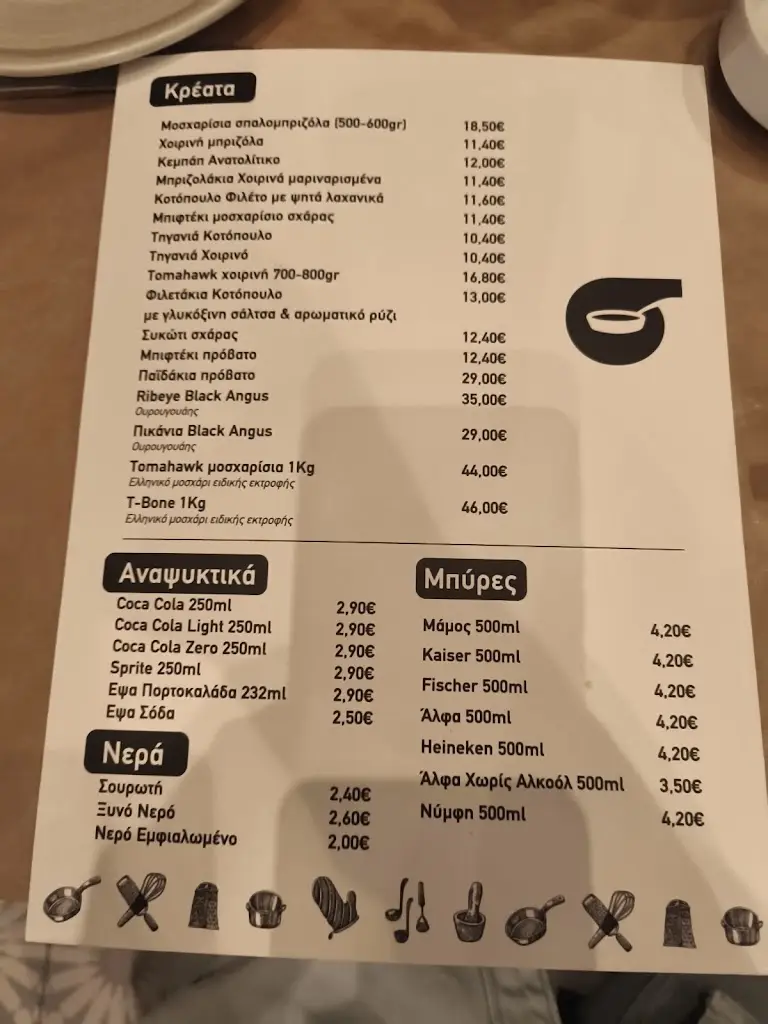 Κρέατα
Μοσχαρίσια σπαλομπριζόλα (500-600gr) 18,50€
Χοιρινή μπριζόλα 11,40€
Κεμπάπ Ανατολίτικο 12,00€
Μπριζολάκια Χοιρινά μαριναρισμένα 11,40€
Κοτόπουλο Φιλέτο με ψητά λαχανικά 11,60€
Μπιφτέκι μοσχαρίσιο σχάρας 11,40€
Τηγανιά Κοτόπουλο 10,40€
Τηγανιά Χοιρινό 10,40€
Tomahawk χοιρινή 700-800gr 16,80€
Φιλετάκια Κοτόπουλο 13,00€
με γλυκόξινη σάλτσα & αρωματικό ρύζι
Συκώτι σχάρας 12,40€
Μπιφτέκι πρόβατο 12,40€
Παϊδάκια πρόβατο 29,00€
Ribeye Black Angus 35,00€
Ουρουγουάης
Πικάνια Black Angus 29,00€
Ουρουγουάης
Tomahawk μοσχαρίσια 1Kg 44,00€
Ελληνικό μοσχάρι ειδικής εκτροφής
T-Bone 1Kg 46,00€
Ελληνικό μοσχάρι ειδικής εκτροφής
Αναψυκτικά
Coca Cola 250ml 2,90€
Coca Cola Light 250ml 2,90€
Coca Cola Zero 250ml 2,90€
Sprite 250ml 2,90€
Εψα Πορτοκαλάδα 232ml 2,90€
Εψα Σόδα 2,50€
Νερά
Σουρωτή 2,40€
Ξυνό Νερό 2,60€
Νερό Εμφιαλωμένο 2,00€
Μπύρες
Μάμος 500ml 4,20€
Kaiser 500ml 4,20€
Fischer 500ml 4,20€
Άλφα 500ml 4,20€
Heineken 500ml 4,20€
Άλφα Χωρίς Αλκοόλ 500ml 3,50€
Νύμφη 500ml 4,20€